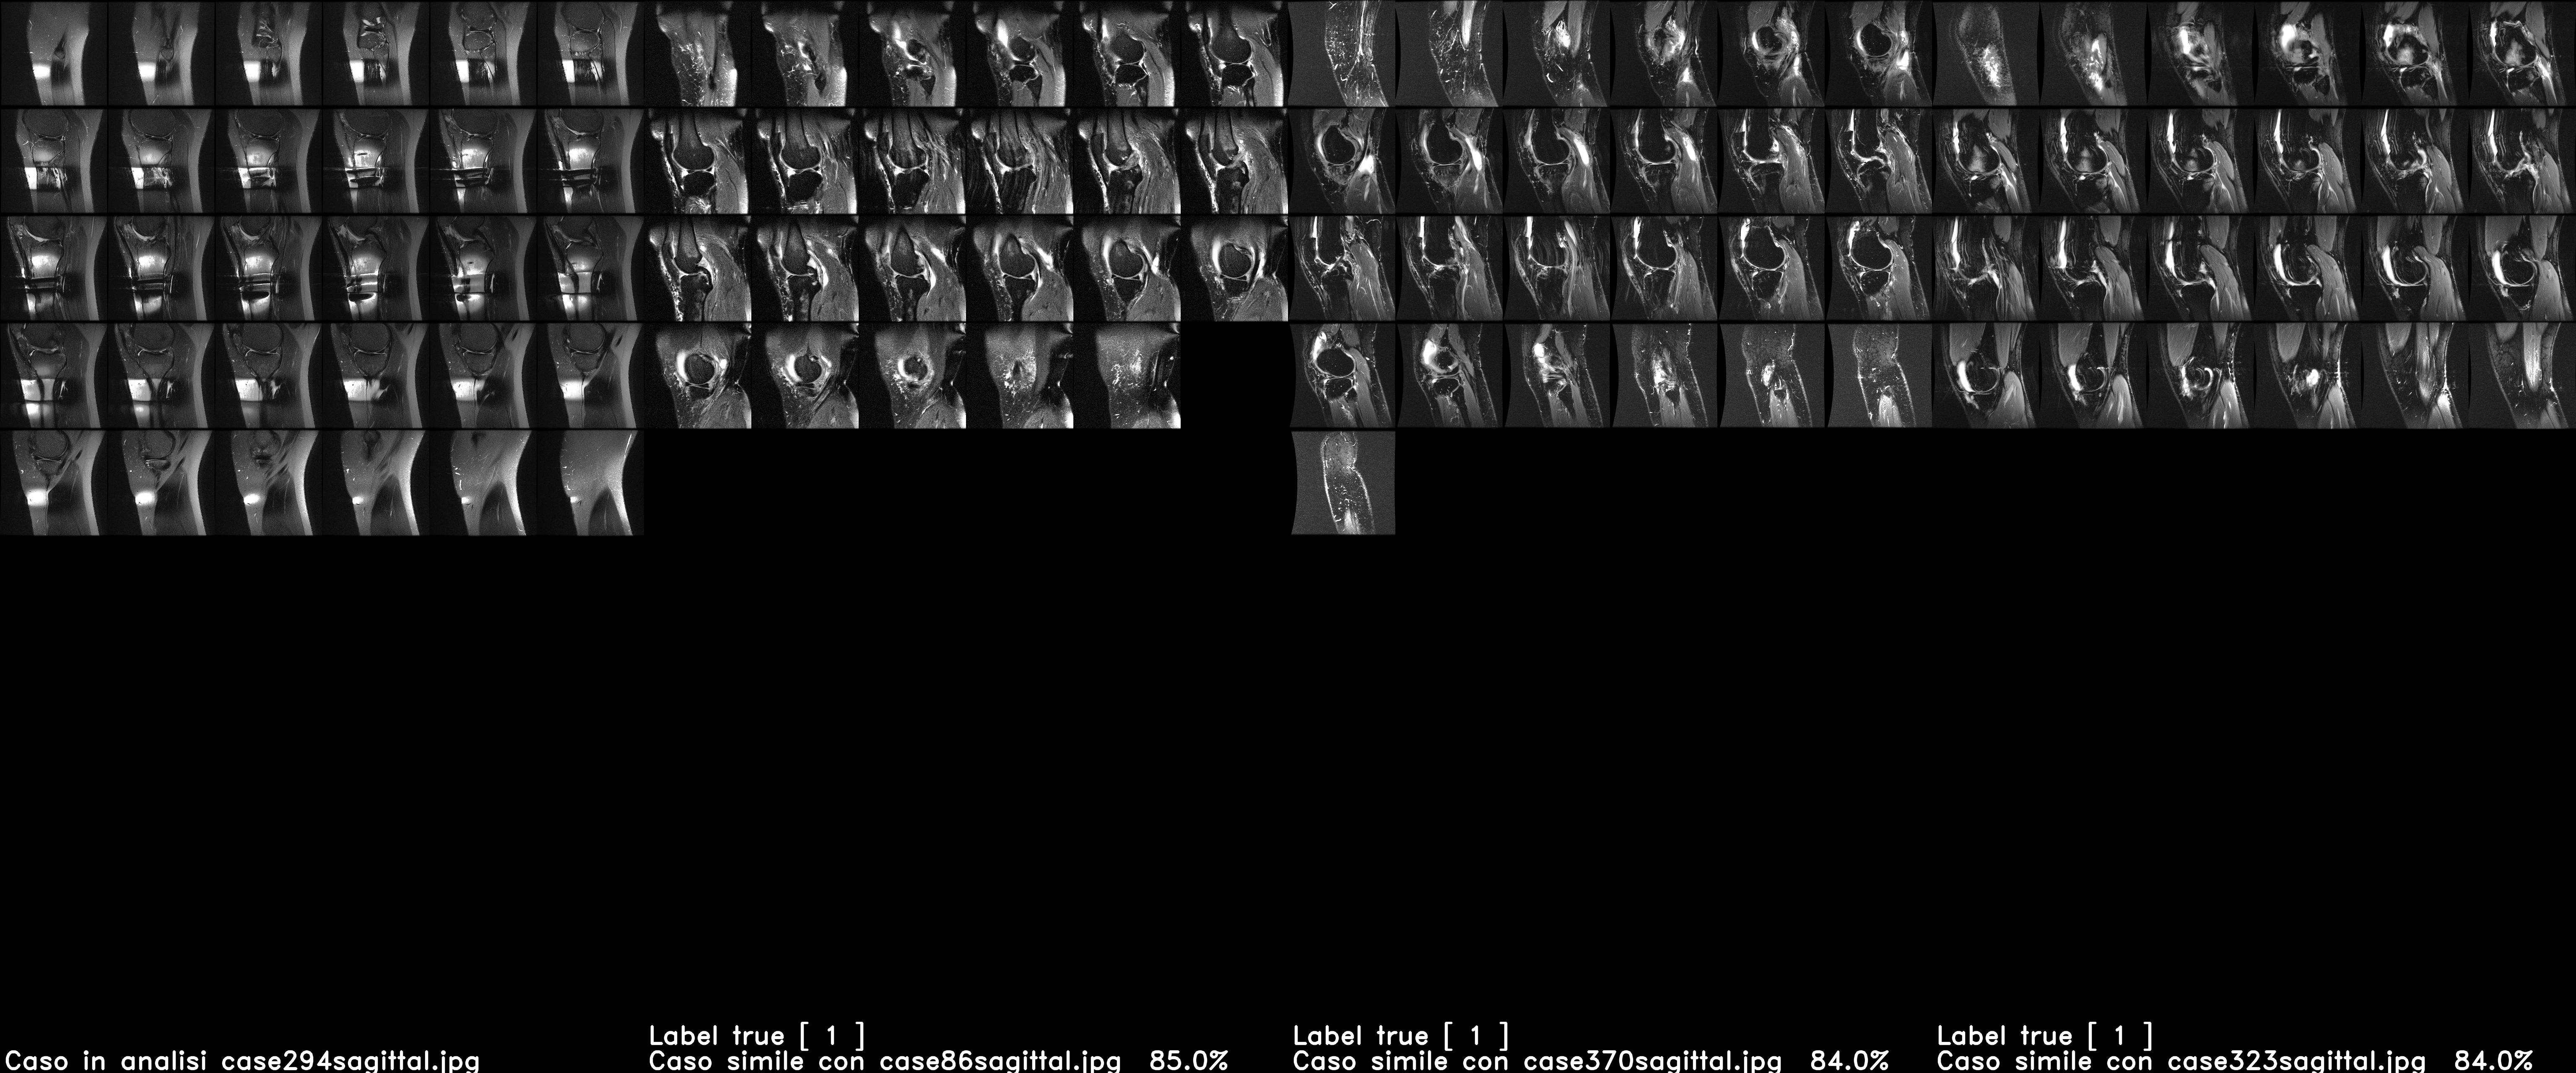 Caso in analisi case294sagittal.jpg
Label true [ 1 ]
Caso simile con case86sagittal.jpg 85.0%
Label true [ 1 ]
Caso simile con case370sagittal.jpg 84.0%
Label true [ 1 ]
Caso simile con case323sagittal.jpg 84.0%